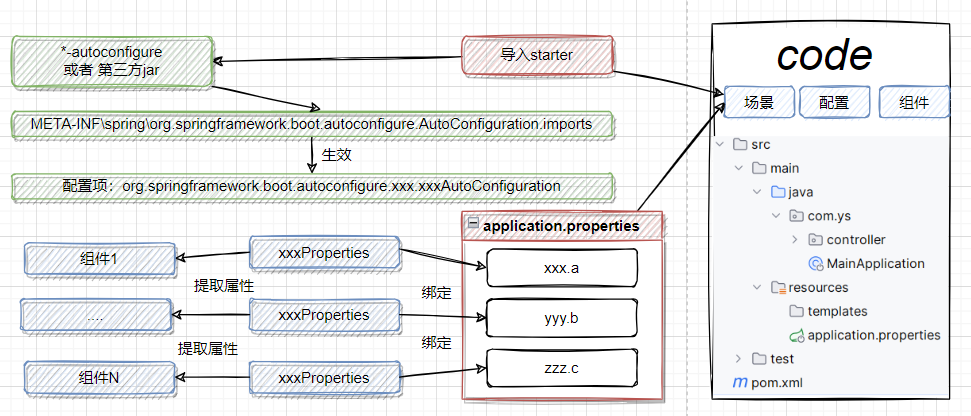 *-autoconfigure
或者 第三方jar
导入starter
META-INF\spring\org.springframework.boot.autoconfigure.AutoConfiguration.imports
生效
配置项：org.springframework.boot.autoconfigure.xxx.xxxAutoConfiguration
application.properties
组件1
xxxProperties
xxx.a
提取属性
绑定
....
xxxProperties
yyy.b
提取属性
绑定
组件N
xxxProperties
zzz.c
code
场景
配置
组件
src
main
java
com.ys
controller
MainApplication
resources
templates
application.properties
test
pom.xml